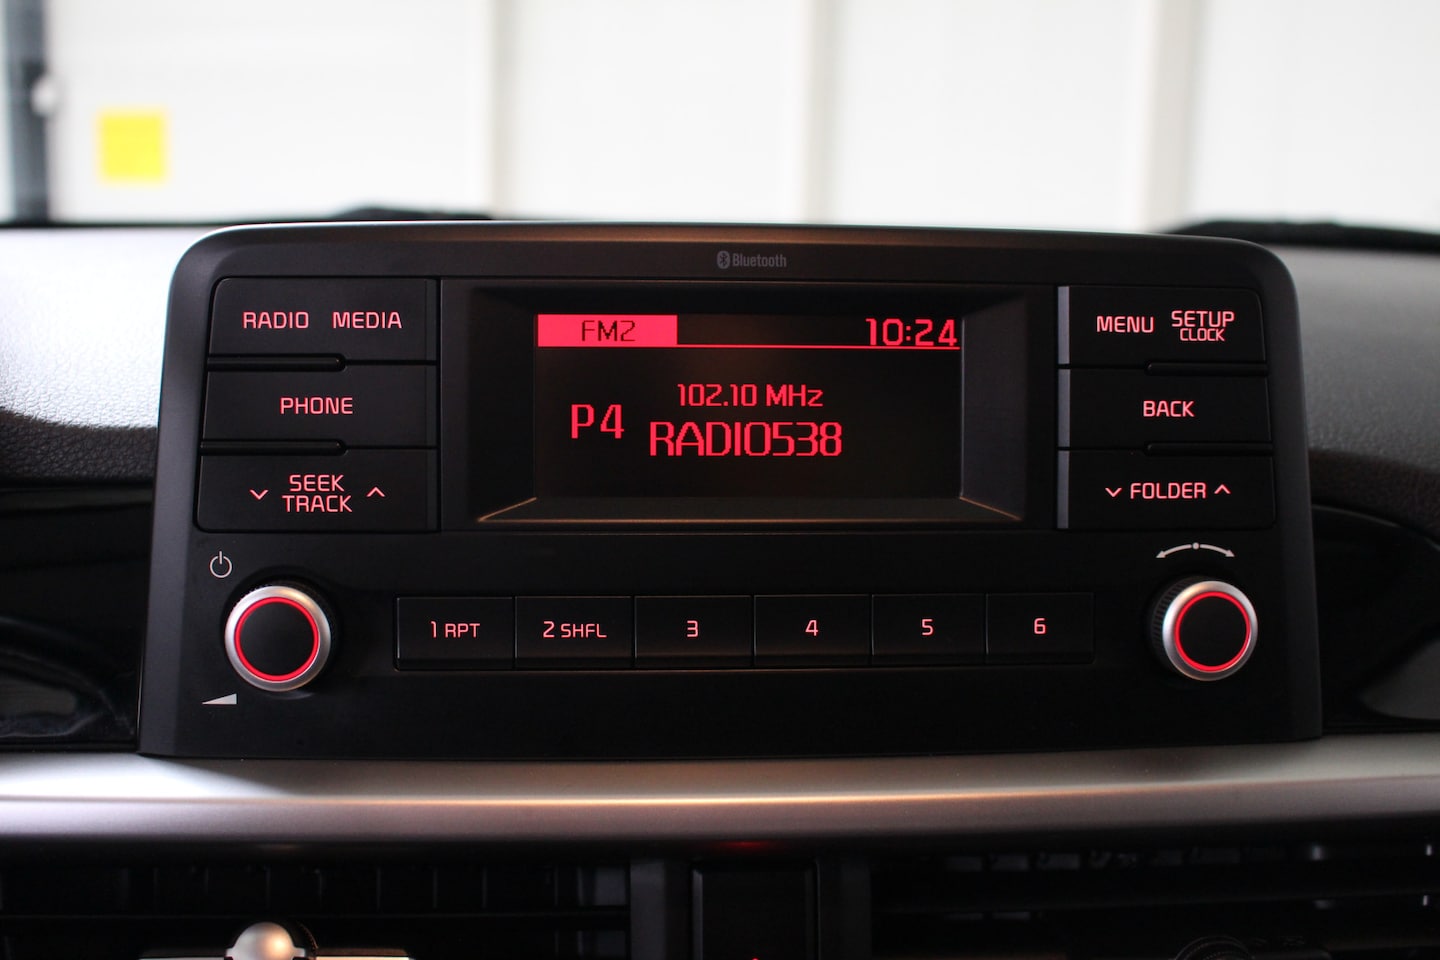 Bluetooth
RADIO MEDIA
PHONE
SEEK
TRACK
FM2 10:24
102.10 MHz
P4
RADIO538
MENU SETUP
CLOCK
BACK
FOLDER
1 RPT 2 SHFL 3 4 5 6